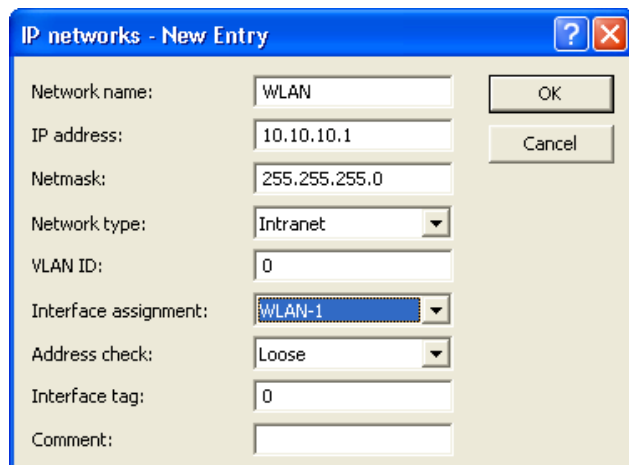 IP networks - New Entry
Network name: WLAN
OK
IP address: 10.10.10.1
Cancel
Netmask: 255.255.255.0
Network type: Intranet
VLAN ID: 0
Interface assignment: WLAN-1
Address check: Loose
Interface tag: 0
Comment: